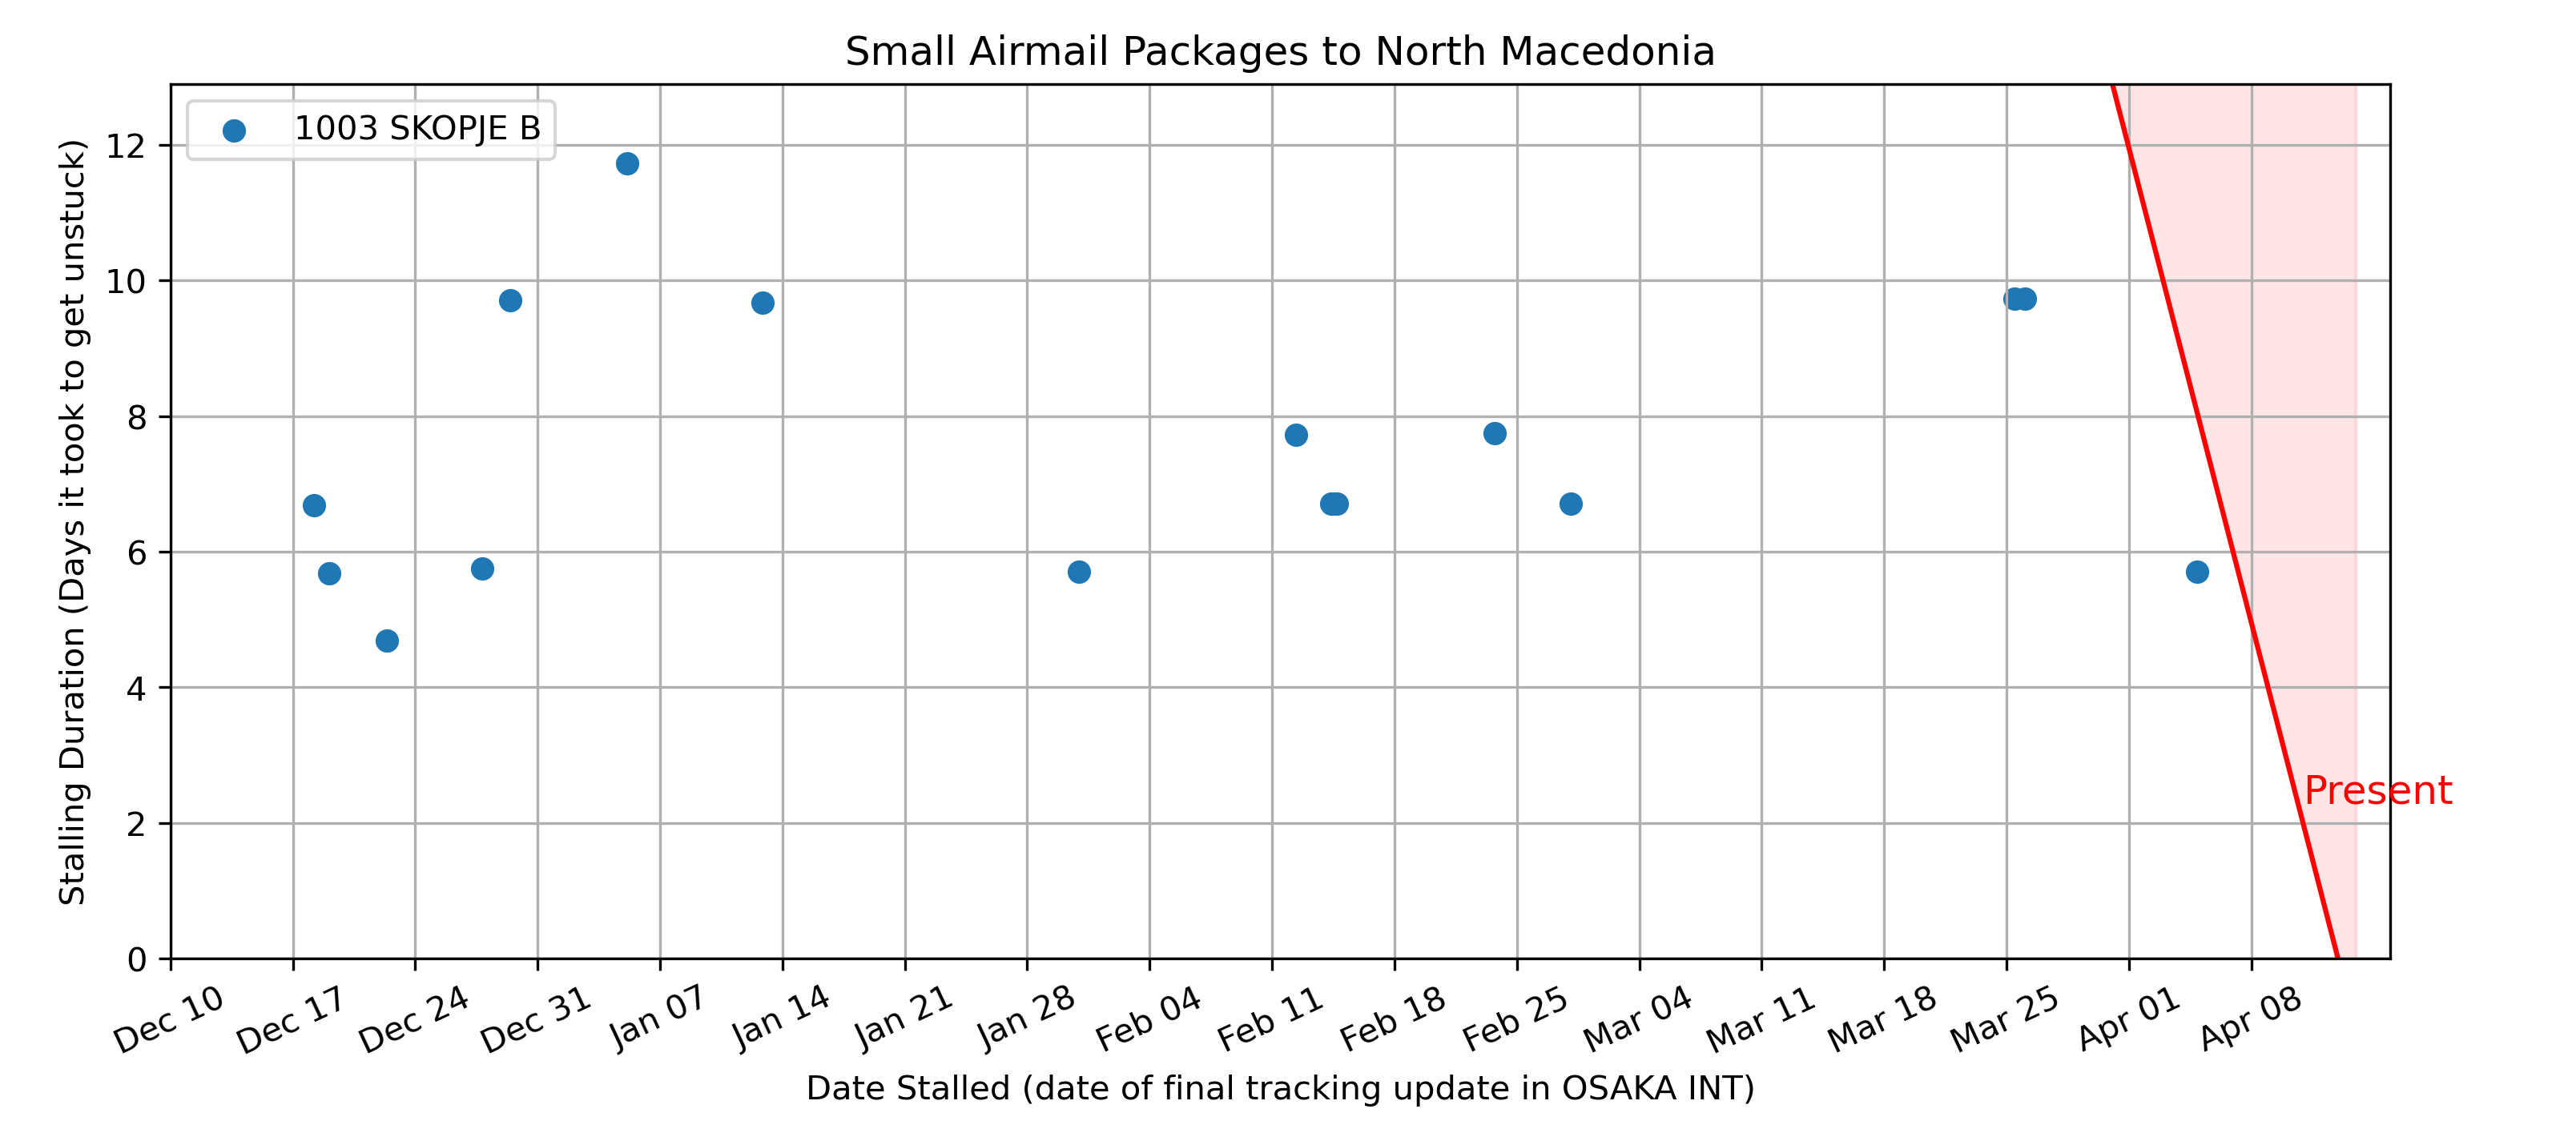 Small Airmail Packages to North Macedonia
1003 SKOPJE B
Stalling Duration (Days it took to get unstuck)
12
10
8
6
4
2
0
Present
Dec 10
Dec 17
Dec 24
Dec 31
Jan 07
Jan 14
Jan 21
Jan 28
Feb 04
Feb 11
Feb 18
Feb 25
Mar 04
Mar 11
Mar 18
Mar 25
Apr 01
Apr 08
Date Stalled (date of final tracking update in OSAKA INT)